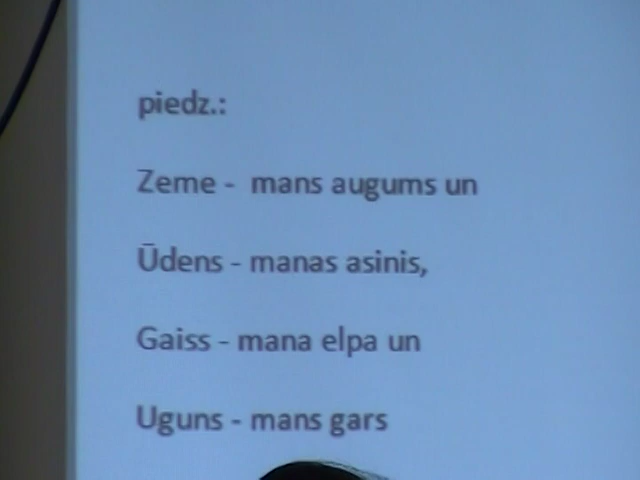 piedz.:
Zeme - mans augums un
Ūdens - manas asinis,
Gaiss - mana elpa un
Uguns - mans gars